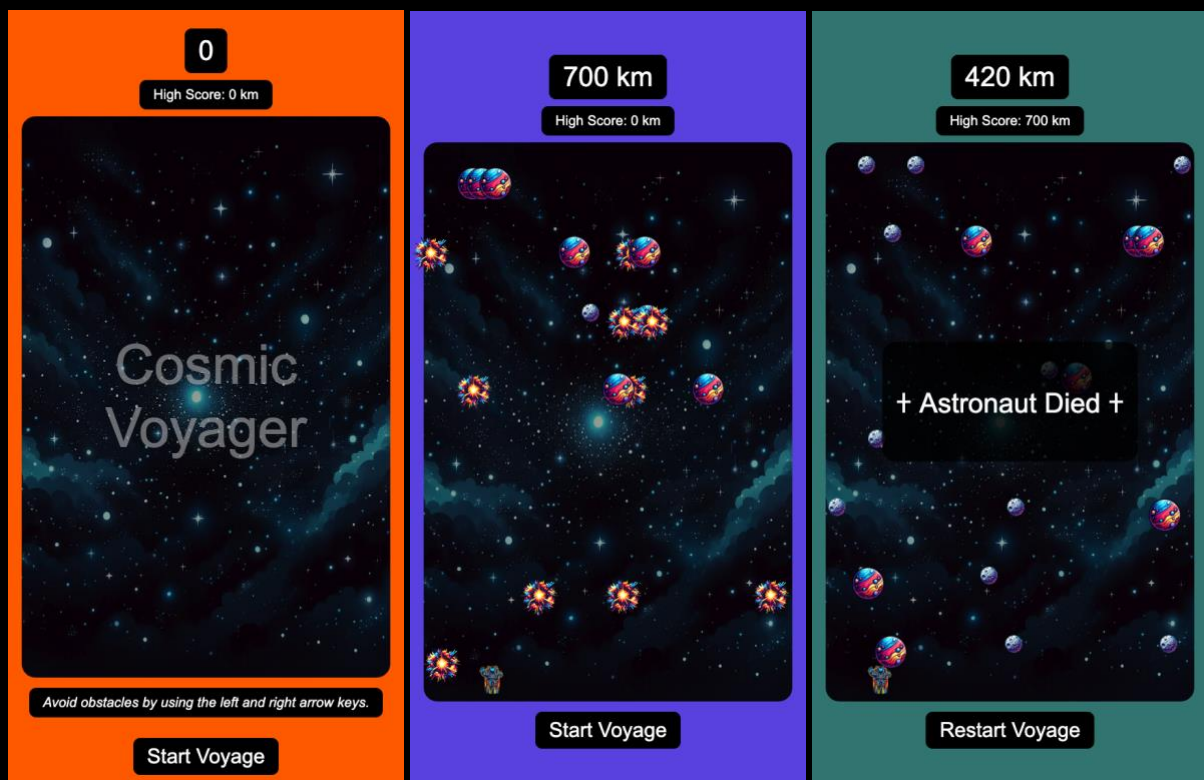 0
High Score: 0 km
Cosmic
Voyager
Avoid obstacles by using the left and right arrow keys.
Start Voyage
700 km
High Score: 0 km
Start Voyage
420 km
High Score: 700 km
† Astronaut Died †
Restart Voyage